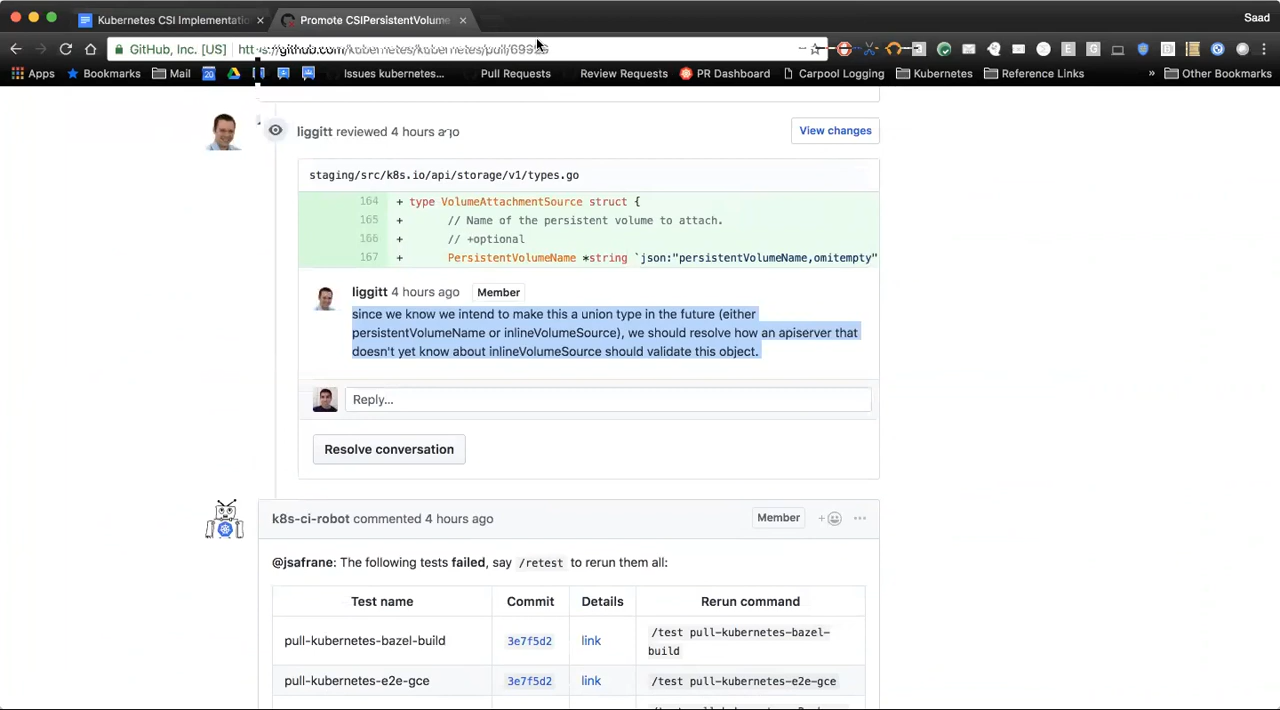 Kubernetes CSI Implementatio
Promote CSIPersistentVolume
Saad
GitHub, Inc. [US]
Apps
Bookmarks
Mail
Issues kubernetes...
Pull Requests
Review Requests
PR Dashboard
Carpool Logging
Kubernetes
Reference Links
»
Other Bookmarks
liggitt reviewed 4 hours ago
View changes
staging/src/k8s.io/api/storage/v1/types.go
164 + type VolumeAttachmentSource struct {
165 + // Name of the persistent volume to attach.
166 + // +optional
167 + PersistentVolumeName *string `json:"persistentVolumeName,omitempty"
liggitt 4 hours ago Member
since we know we intend to make this a union type in the future (either
persistentVolumeName or inlineVolumeSource), we should resolve how an apiserver that
doesn't yet know about inlineVolumeSource should validate this object.
Reply...
Resolve conversation
k8s-ci-robot commented 4 hours ago
Member
@jsafrane: The following tests failed, say /retest to rerun them all:
Test name Commit Details Rerun command
pull-kubernetes-bazel-build 3e7f5d2 link /test pull-kubernetes-bazel-
build
pull-kubernetes-e2e-gce 3e7f5d2 link /test pull-kubernetes-e2e-gce